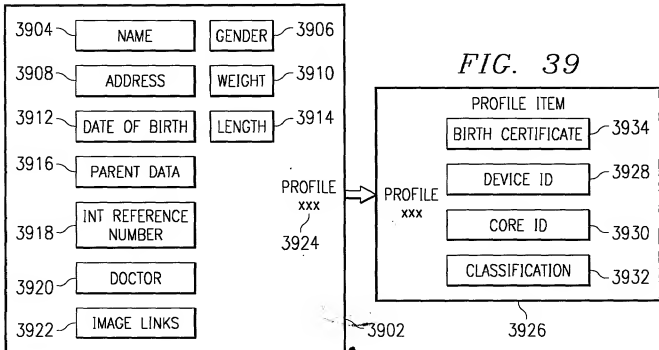 3904 NAME GENDER 3906
3908 ADDRESS WEIGHT 3910
3912 DATE OF BIRTH LENGTH 3914
3916 PARENT DATA
3918 INT REFERENCE
NUMBER
3920 DOCTOR
3922 IMAGE LINKS
PROFILE
xxx
3924
3902
FIG. 39
PROFILE ITEM
BIRTH CERTIFICATE 3934
DEVICE ID 3928
PROFILE
xxx
CORE ID 3930
CLASSIFICATION 3932
3926